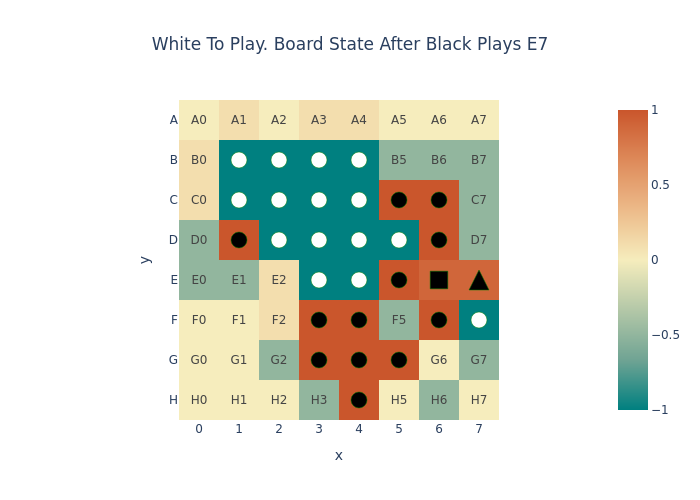 White To Play. Board State After Black Plays E7
A A0 A1 A2 A3 A4 A5 A6 A7
B B0 B5 B6 B7
C C0 C7
D D0 D7
E E0 E1 E2
F F0 F1 F2 F5
G G0 G1 G2 G6 G7
H H0 H1 H2 H3 H5 H6 H7
0 1 2 3 4 5 6 7
x
y
1
0.5
0
−0.5
−1